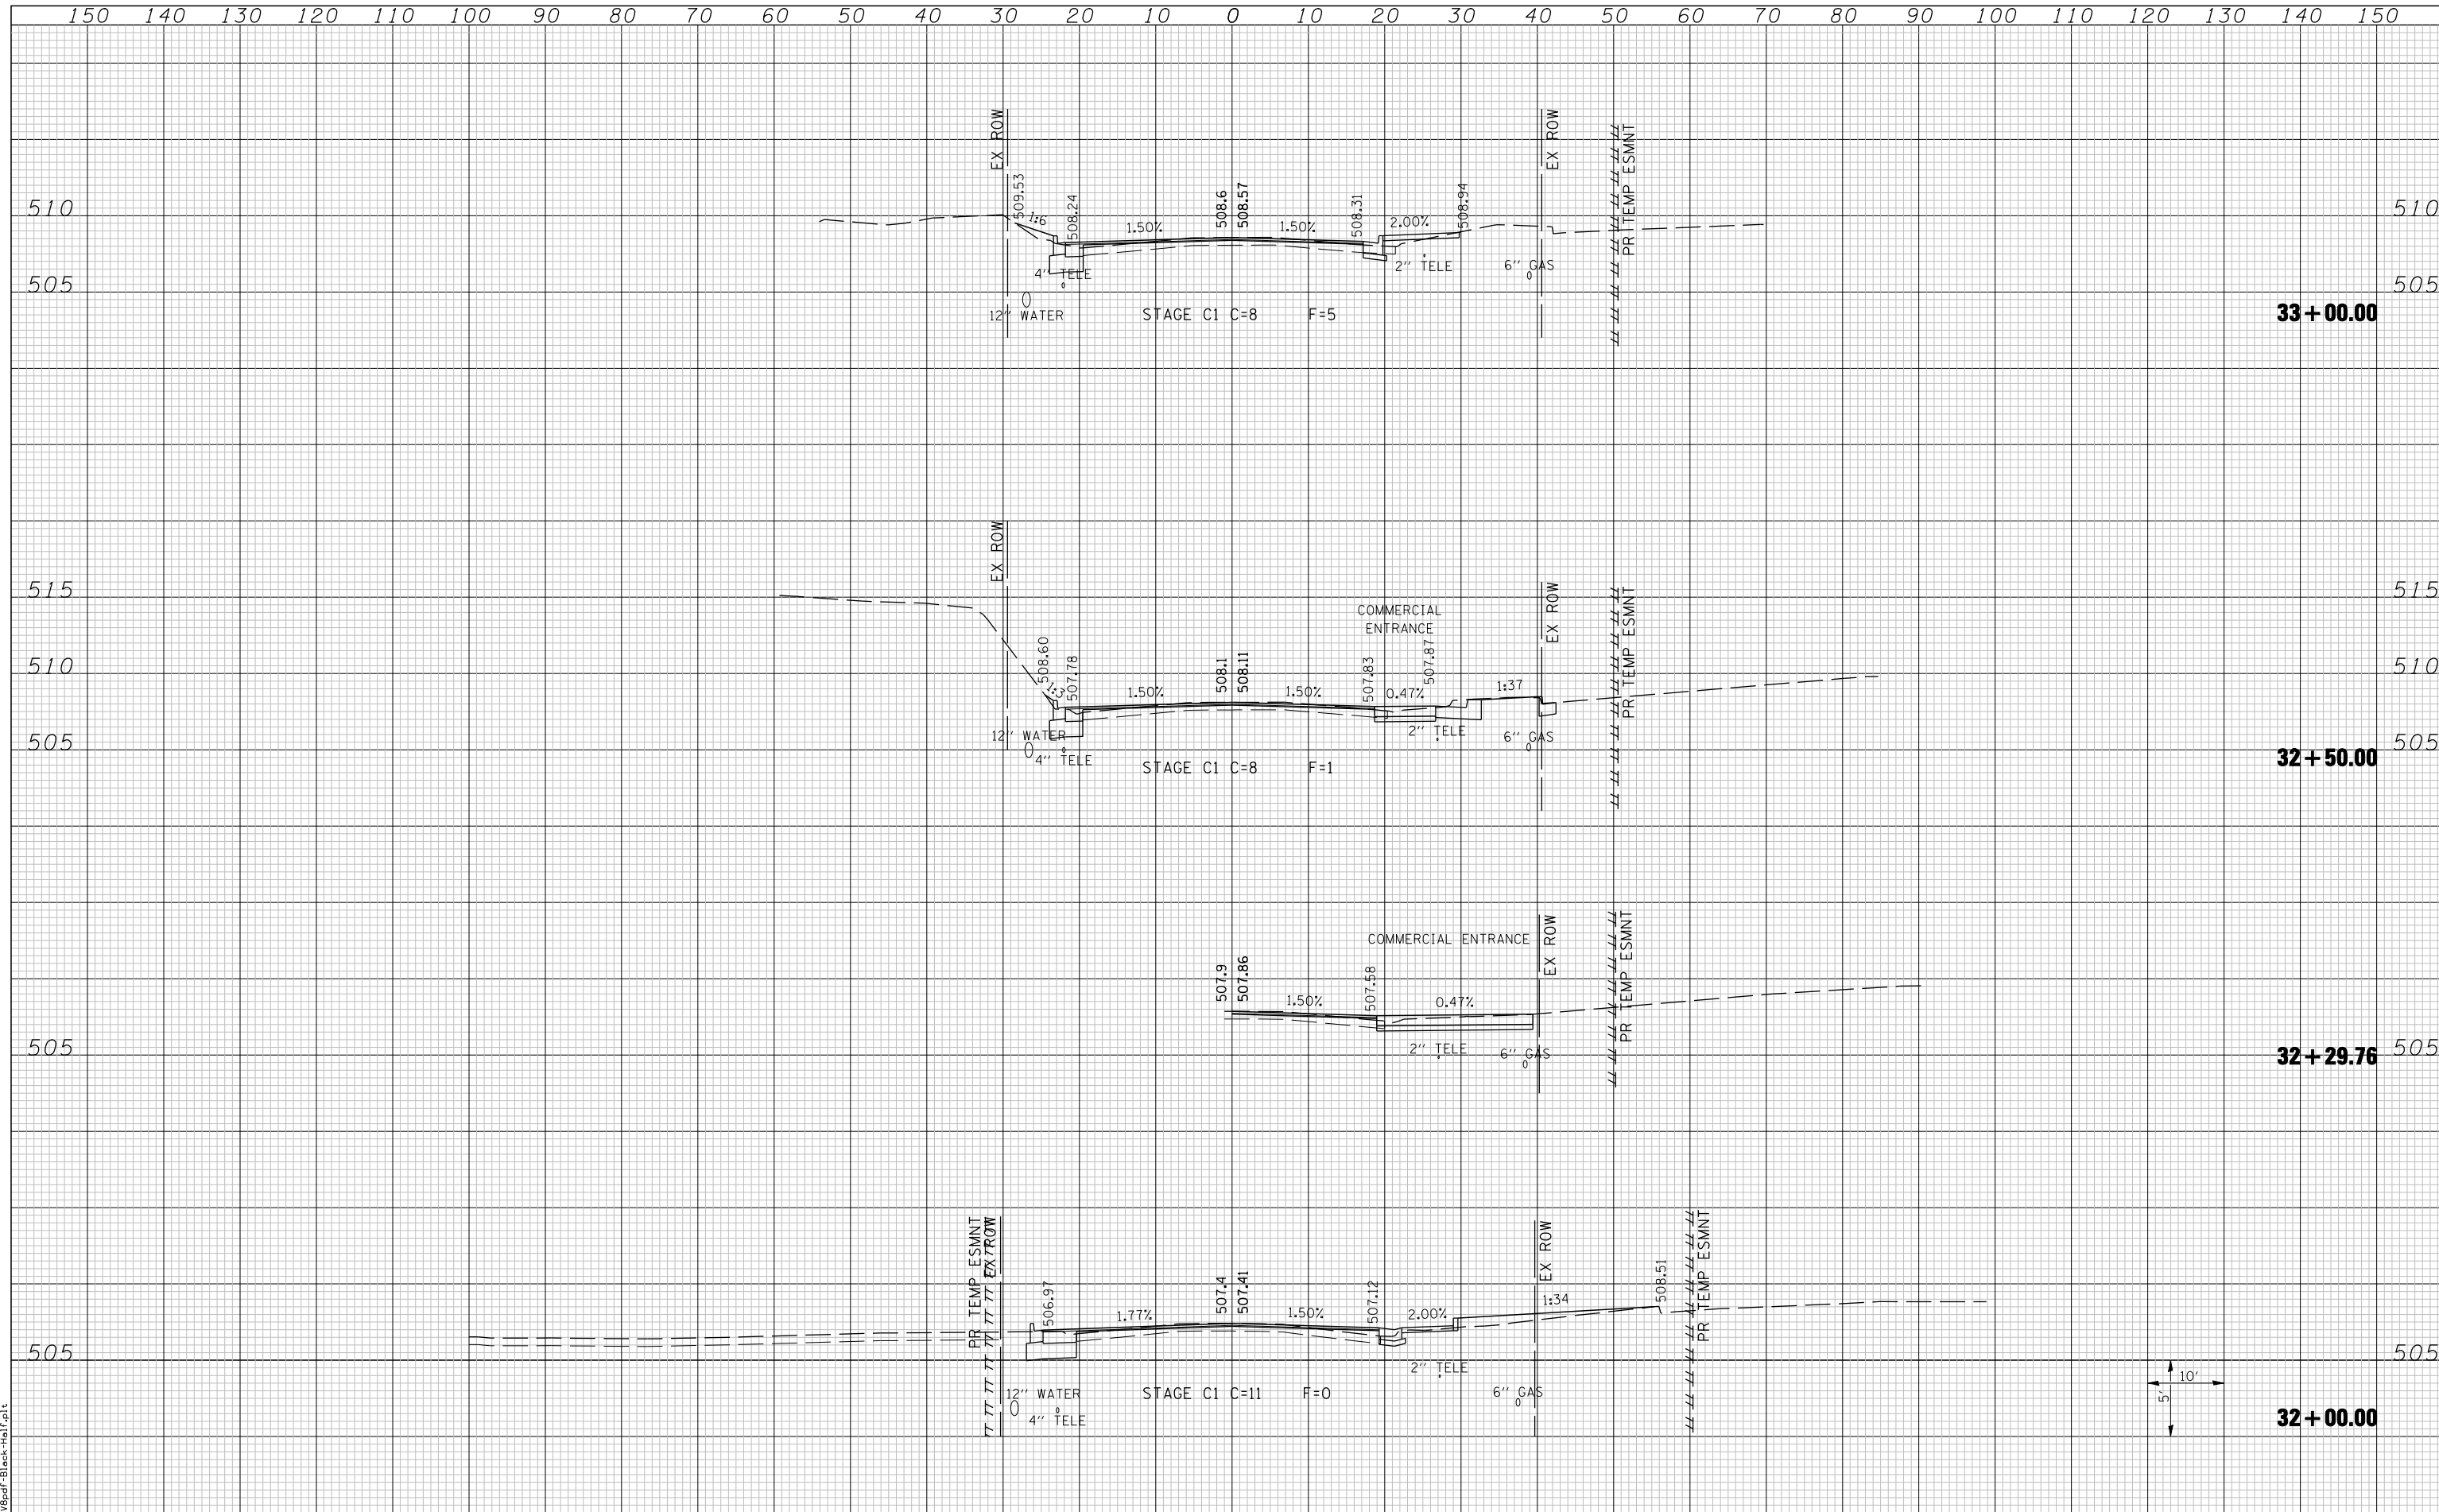 150 140 130 120 110 100 90 80 70 60 50 40 30 20 10 0 10 20 30 40 50 60 70 80 90 100 110 120 130 140 150
EX ROW
EX ROW
PR TEMP ESMNT
509.53
508.24
508.6
508.57
508.31
508.94
510
1:6
1.50%
1.50%
2.00%
510
4" TELE
2" TELE
6" GAS
505
505
12" WATER
STAGE C1 C=8 F=5
33+00.00
EX ROW
EX ROW
PR TEMP ESMNT
515
515
COMMERCIAL
ENTRANCE
508.60
507.78
508.1
508.11
507.83
507.87
510
510
1:3
1.50%
1.50%
0.47%
1:37
12" WATER
2" TELE
6" GAS
505
505
4" TELE
STAGE C1 C=8 F=1
32+50.00
COMMERCIAL ENTRANCE
EX ROW
PR TEMP ESMNT
507.9
507.86
507.58
1.50%
0.47%
2" TELE
6" GAS
505
32+29.76
505
PR TEMP ESMNT
EX ROW
EX ROW
PR TEMP ESMNT
506.97
507.4
507.41
507.12
508.51
1.77%
1.50%
2.00%
1:34
505
505
2" TELE
10'
5'
12" WATER
STAGE C1 C=11 F=0
6" GAS
4" TELE
32+00.00
V8pdf-Black-Half.plt